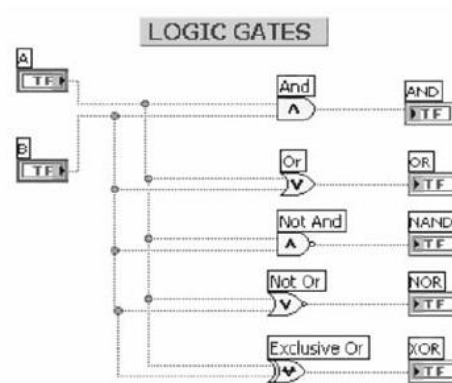 LOGIC GATES
A
TF
B
TF
And
AND
TF
Or
OR
TF
Not And
NAND
TF
Not Or
NOR
TF
Exclusive Or
XOR
TF